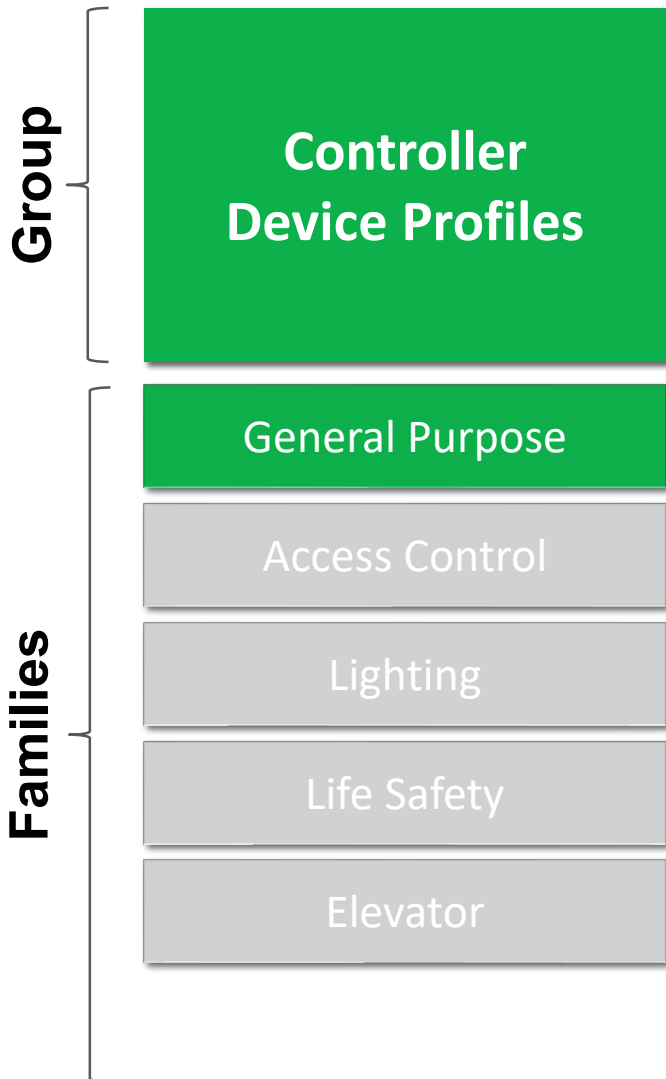 Group
Controller
Device Profiles
Families
General Purpose
Access Control
Lighting
Life Safety
Elevator